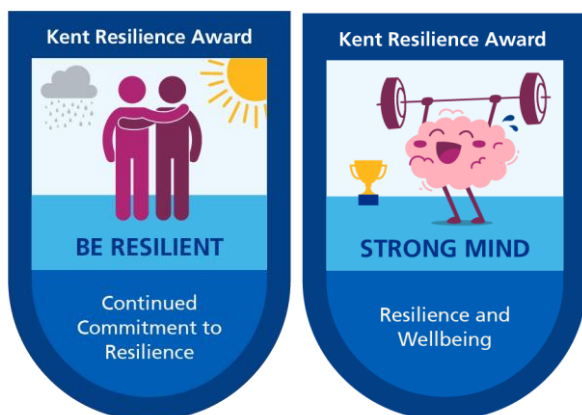 Kent Resilience Award
BE RESILIENT
Continued
Commitment to
Resilience
Kent Resilience Award
STRONG MIND
Resilience and
Wellbeing